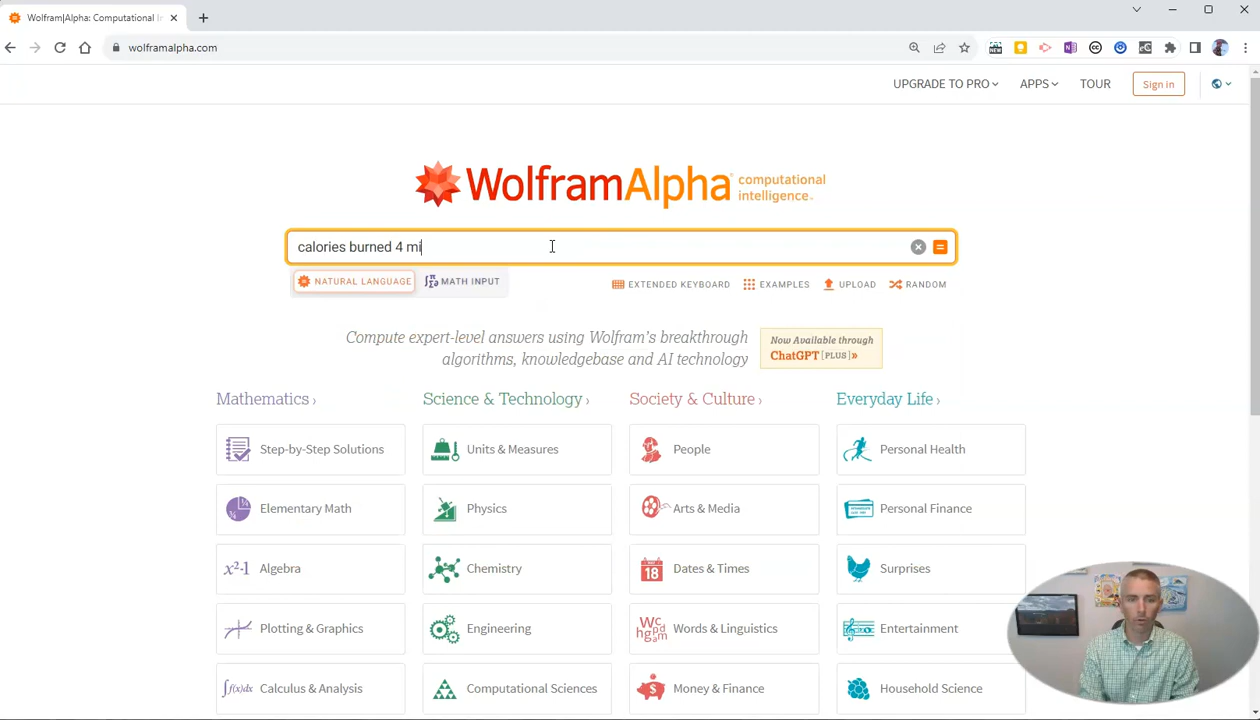 Wolfram|Alpha: Computational In
wolframalpha.com
UPGRADE TO PRO
APPS
TOUR
Sign in
WolframAlpha computational
intelligence.
calories burned 4 mi
NATURAL LANGUAGE
MATH INPUT
EXTENDED KEYBOARD
EXAMPLES
UPLOAD
RANDOM
Compute expert-level answers using Wolfram's breakthrough
algorithms, knowledgebase and AI technology
Now Available through
ChatGPT [PLUS] »
Mathematics ›
Science & Technology ›
Society & Culture ›
Everyday Life ›
Step-by-Step Solutions
Units & Measures
People
Personal Health
Elementary Math
Physics
Arts & Media
Personal Finance
x²-1 Algebra
Chemistry
18 Dates & Times
Surprises
Plotting & Graphics
Engineering
Words & Linguistics
Entertainment
∫f(x)dx Calculus & Analysis
Computational Sciences
Money & Finance
Household Science